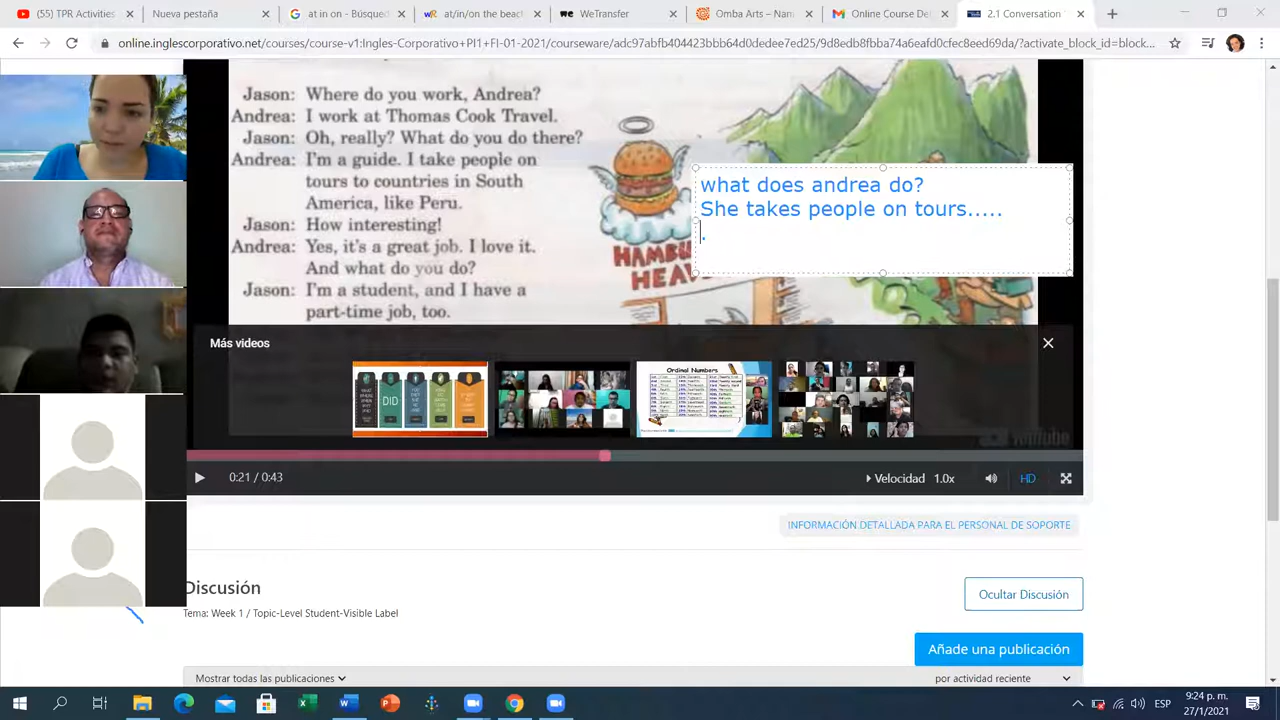 (55) TPR Activities
Nueva pestaña
at in on - Búsqued
at/in/on the beach
WeTransfer
Omba Arts – Nan
Online Course De
2.1 Conversation
online.inglescorporativo.net/courses/course-v1:Ingles-Corporativo+PI1+FI-01-2021/courseware/adc97abfb404423bbb64d0dedee7ed25/9d8edb8fbba74a6eafd0cfec8eed69da/?activate_block_id=block...
Jason: Where do you work, Andrea?
Andrea: I work at Thomas Cook Travel.
Jason: Oh, really? What do you do there?
Andrea: I'm a guide. I take people on
tours to countries in South
America, like Peru.
Jason: How interesting!
Andrea: Yes, it's a great job. I love it.
And what do you do?
Jason: I'm a student, and I have a
part-time job, too.
what does andrea do?
She takes people on tours.....
.
HAMBU
HEAV
Más videos
DID
Ordinal Numbers
YouTube
0:21 / 0:43
Velocidad 1.0x
HD
INFORMACIÓN DETALLADA PARA EL PERSONAL DE SOPORTE
Discusión
Tema: Week 1 / Topic-Level Student-Visible Label
Ocultar Discusión
Añade una publicación
Mostrar todas las publicaciones
por actividad reciente
ESP
9:24 p. m.
27/1/2021